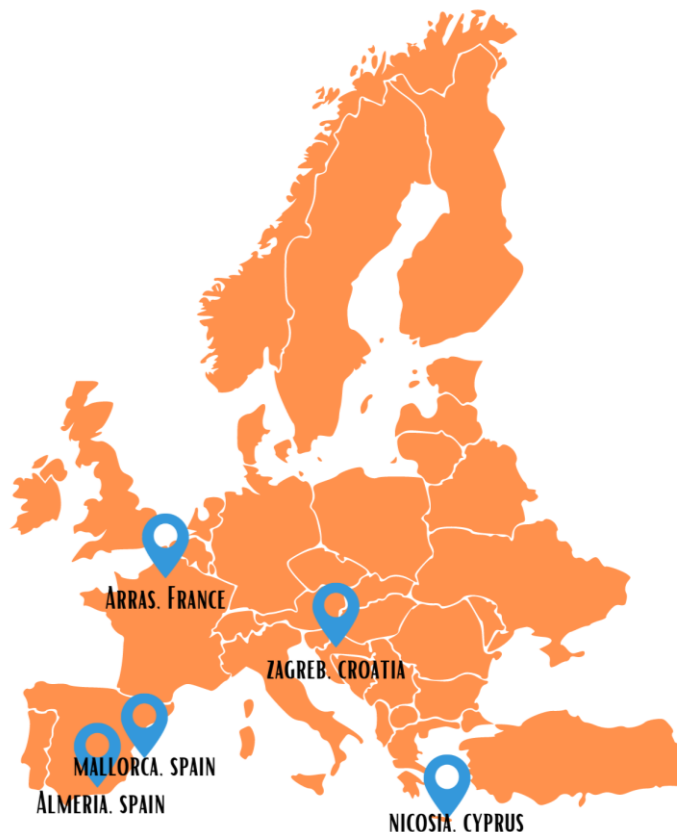 Arras. France
ZAGREB. CROATIA
MALLORCA. SPAIN
Almeria. SPAIN
NICOSIA. CYPRUS